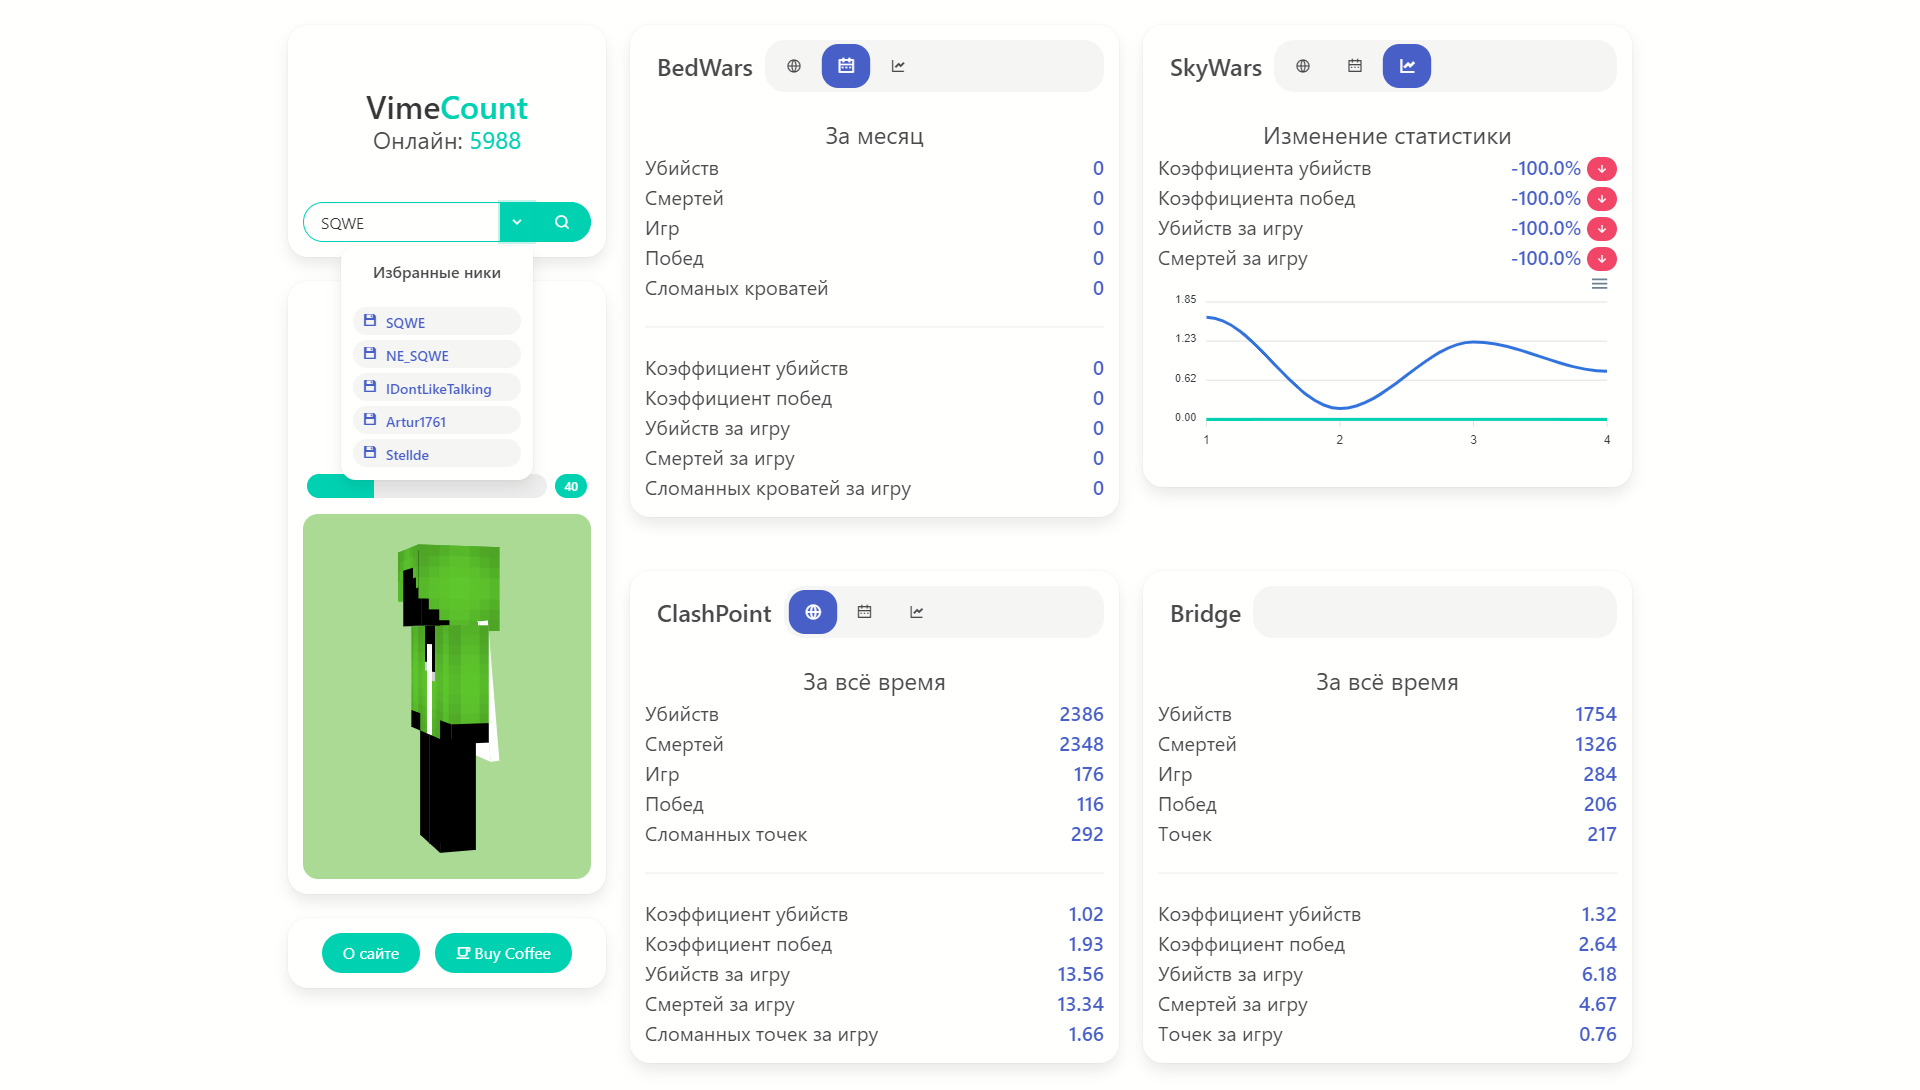 VimeCount
Онлайн: 5988
SQWE
Избранные ники
SQWE
NE_SQWE
IDontLikeTalking
Artur1761
Stellde
40
О сайте
Buy Coffee
BedWars
За месяц
Убийств 0
Смертей 0
Игр 0
Побед 0
Сломаных кроватей 0
Коэффициент убийств 0
Коэффициент побед 0
Убийств за игру 0
Смертей за игру 0
Сломанных кроватей за игру 0
SkyWars
Изменение статистики
Коэффициента убийств -100.0%
Коэффициента побед -100.0%
Убийств за игру -100.0%
Смертей за игру -100.0%
1.85
1.23
0.62
0.00
1 2 3 4
ClashPoint
За всё время
Убийств 2386
Смертей 2348
Игр 176
Побед 116
Сломанных точек 292
Коэффициент убийств 1.02
Коэффициент побед 1.93
Убийств за игру 13.56
Смертей за игру 13.34
Сломанных точек за игру 1.66
Bridge
За всё время
Убийств 1754
Смертей 1326
Игр 284
Побед 206
Точек 217
Коэффициент убийств 1.32
Коэффициент побед 2.64
Убийств за игру 6.18
Смертей за игру 4.67
Точек за игру 0.76